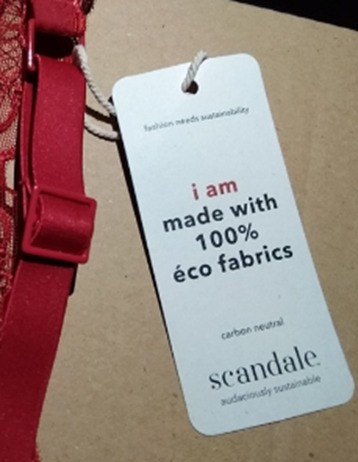 fashion needs sustainability
i am
made with
100%
éco fabrics
carbon neutral
scandale
audaciously sustainable